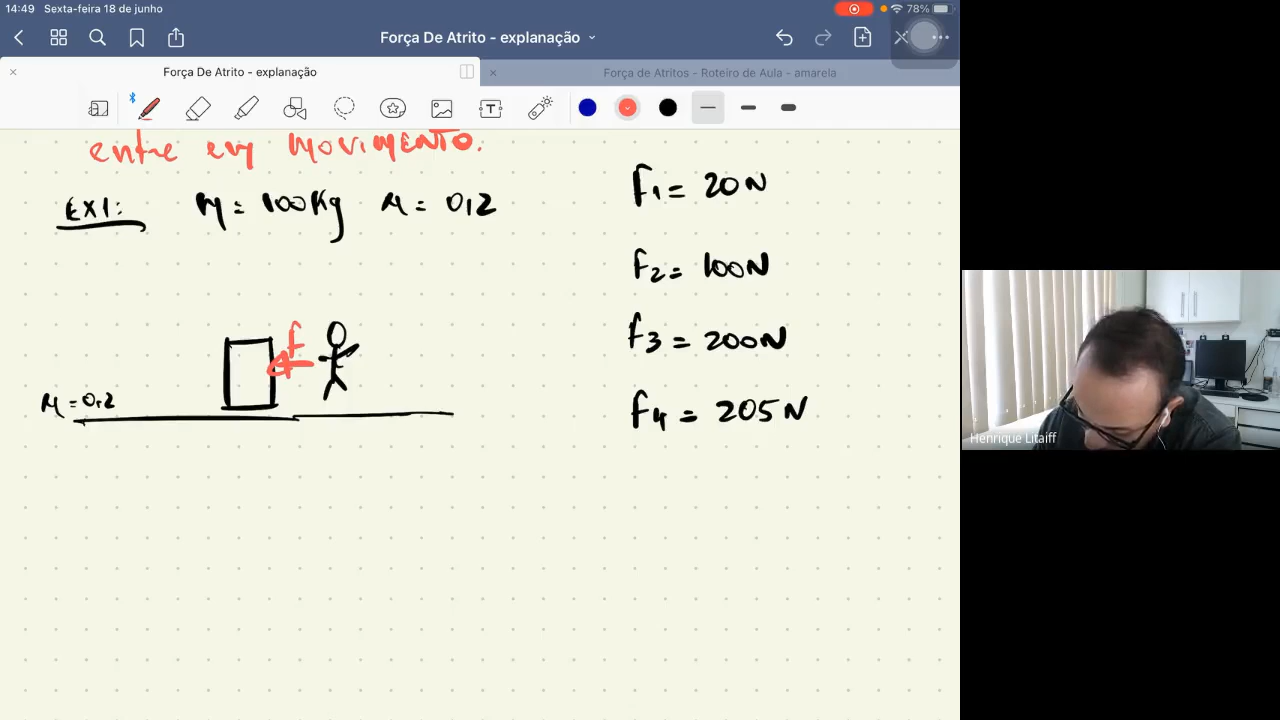 14:49 Sexta-feira 18 de junho
78%
Força De Atrito - explanação
Força De Atrito - explanação
Força de Atritos - Roteiro de Aula - amarela
entre em movimento.
EX1: M = 100Kg μ = 0,2
F1 = 20N
F2 = 100N
F
F3 = 200N
μ = 0,2
F4 = 205N
Henrique Litaiff